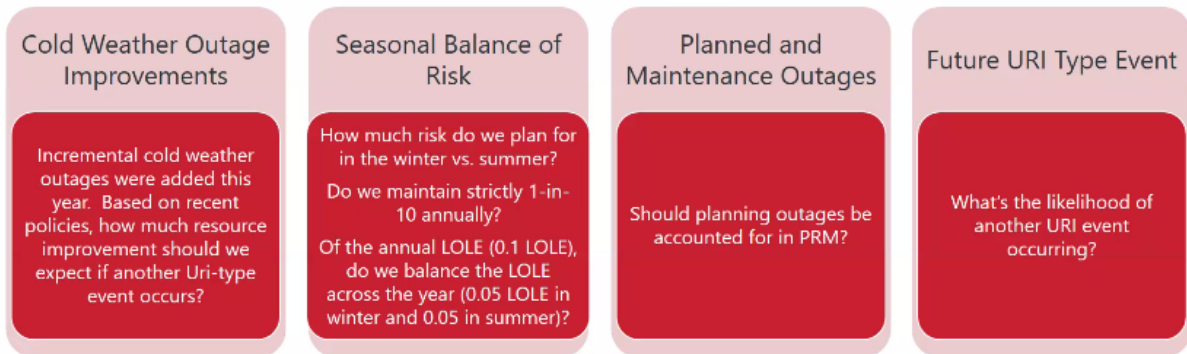 Cold Weather Outage
Improvements
Incremental cold weather
outages were added this
year. Based on recent
policies, how much resource
improvement should we
expect if another Uri-type
event occurs?
Seasonal Balance of
Risk
How much risk do we plan for
in the winter vs. summer?
Do we maintain strictly 1-in-
10 annually?
Of the annual LOLE (0.1 LOLE),
do we balance the LOLE
across the year (0.05 LOLE in
winter and 0.05 in summer)?
Planned and
Maintenance Outages
Should planning outages be
accounted for in PRM?
Future URI Type Event
What's the likelihood of
another URI event
occurring?